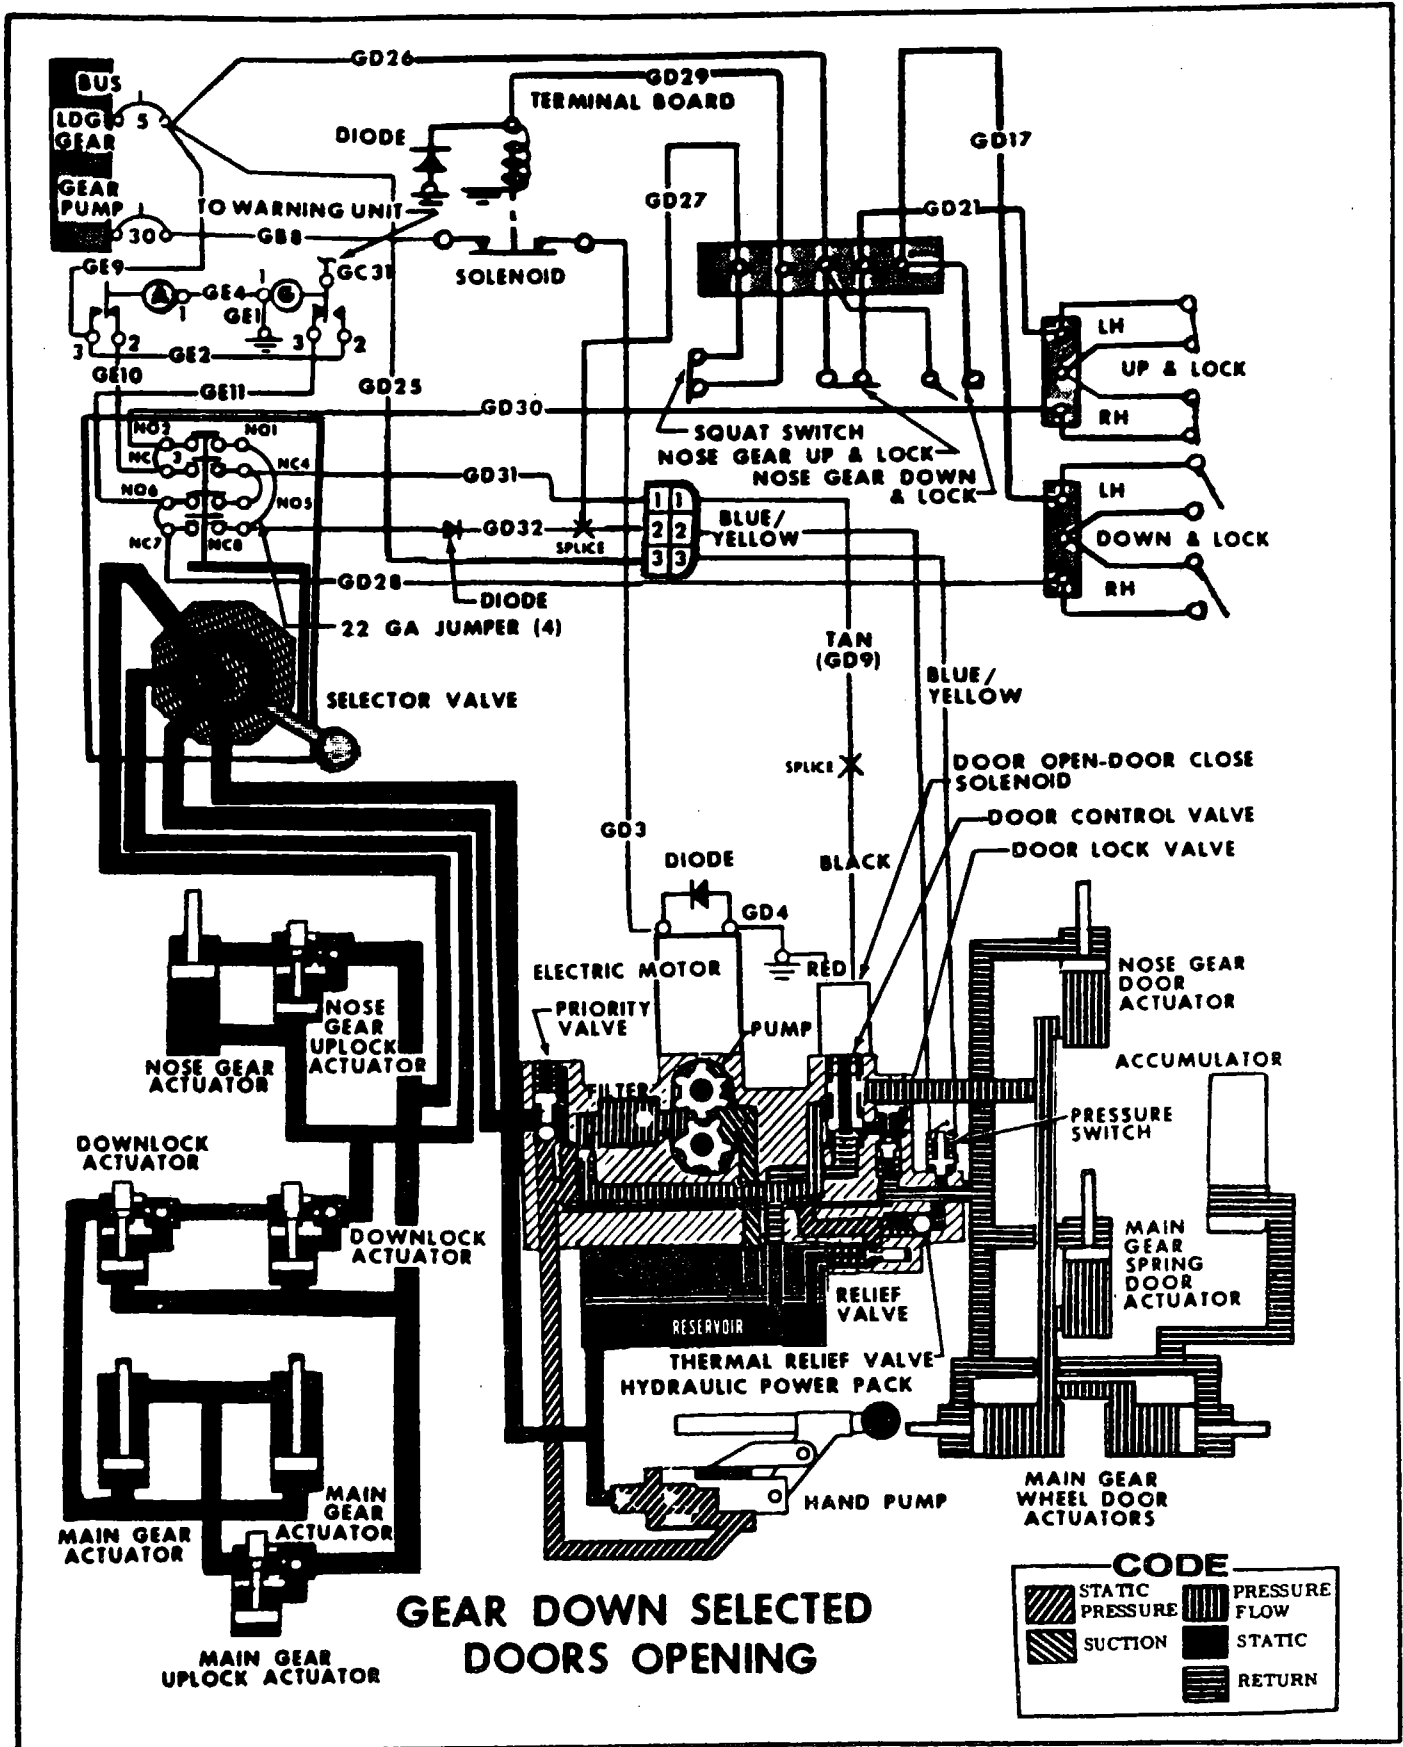 GD26
BUS
GD29
TERMINAL BOARD
LDG
GEAR
5
DIODE
GD17
GEAR
PUMP
GD27
TO WARNING UNIT
GD21
30
GB8
SOLENOID
GE9
GC31
A
1
GE4
1
G
GE1
LH
UP & LOCK
RH
3
2
GE2
3
2
GE10
GE11
GD25
GD30
SQUAT SWITCH
NOSE GEAR UP & LOCK
NOSE GEAR DOWN
& LOCK
NO2
NO1
NC
3
NC4
GD31
NO6
NO5
1 1
2 2
3 3
BLUE/
YELLOW
LH
DOWN & LOCK
RH
GD32
SPLICE
NC7
NC8
GD28
DIODE
22 GA JUMPER (4)
TAN
(GD9)
BLUE/
YELLOW
SELECTOR VALVE
SPLICE
DOOR OPEN-DOOR CLOSE
SOLENOID
DOOR CONTROL VALVE
DOOR LOCK VALVE
GD3
DIODE
BLACK
GD4
ELECTRIC MOTOR
RED
NOSE GEAR
DOOR
ACTUATOR
PRIORITY
VALVE
PUMP
NOSE
GEAR
UPLOCK
ACTUATOR
NOSE GEAR
ACTUATOR
FILTER
ACCUMULATOR
PRESSURE
SWITCH
DOWNLOCK
ACTUATOR
DOWNLOCK
ACTUATOR
MAIN
GEAR
SPRING
DOOR
ACTUATOR
RELIEF
VALVE
RESERVOIR
THERMAL RELIEF VALVE
HYDRAULIC POWER PACK
HAND PUMP
MAIN GEAR
WHEEL DOOR
ACTUATORS
MAIN
GEAR
ACTUATOR
MAIN GEAR
ACTUATOR
MAIN GEAR
UPLOCK ACTUATOR
GEAR DOWN SELECTED
DOORS OPENING
CODE
STATIC
PRESSURE
PRESSURE
FLOW
SUCTION
STATIC
RETURN